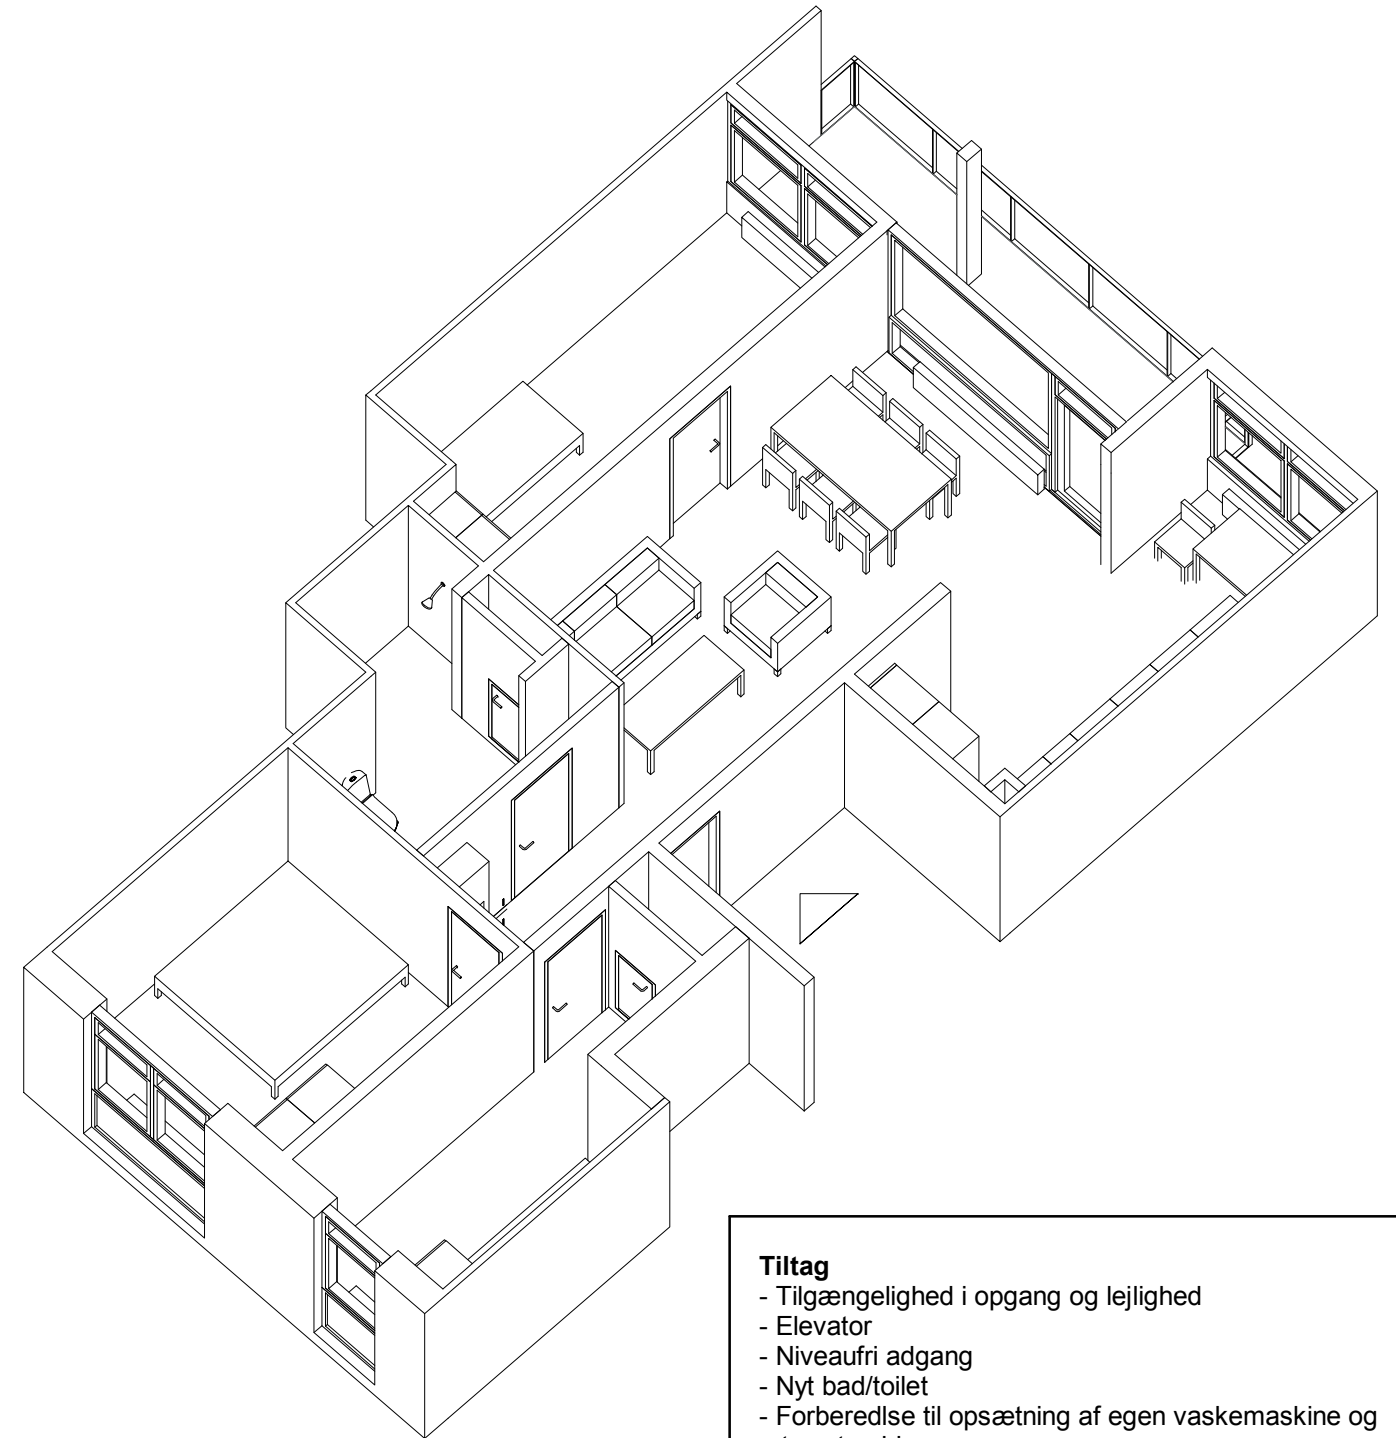 Tiltag
- Tilgængelighed i opgang og lejlighed
- Elevator
- Niveaufri adgang
- Nyt bad/toilet
- Forberedlse til opsætning af egen vaskemaskine og